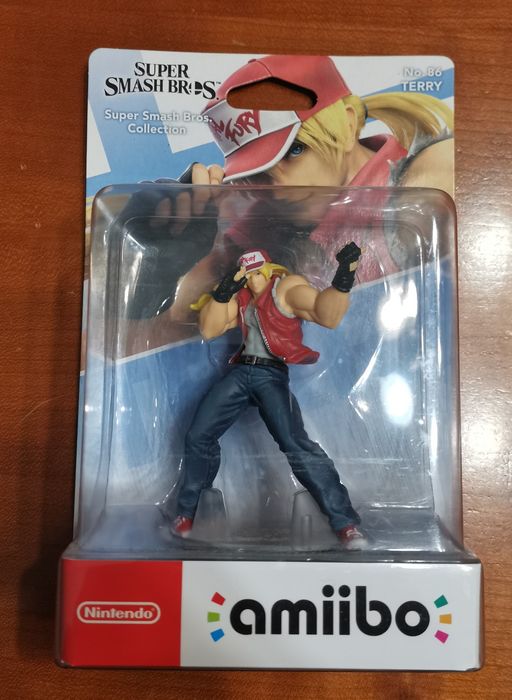 SUPER
SMASH BROS.
Super Smash Bros.
Collection
No. 86
TERRY
Nintendo
amiibo